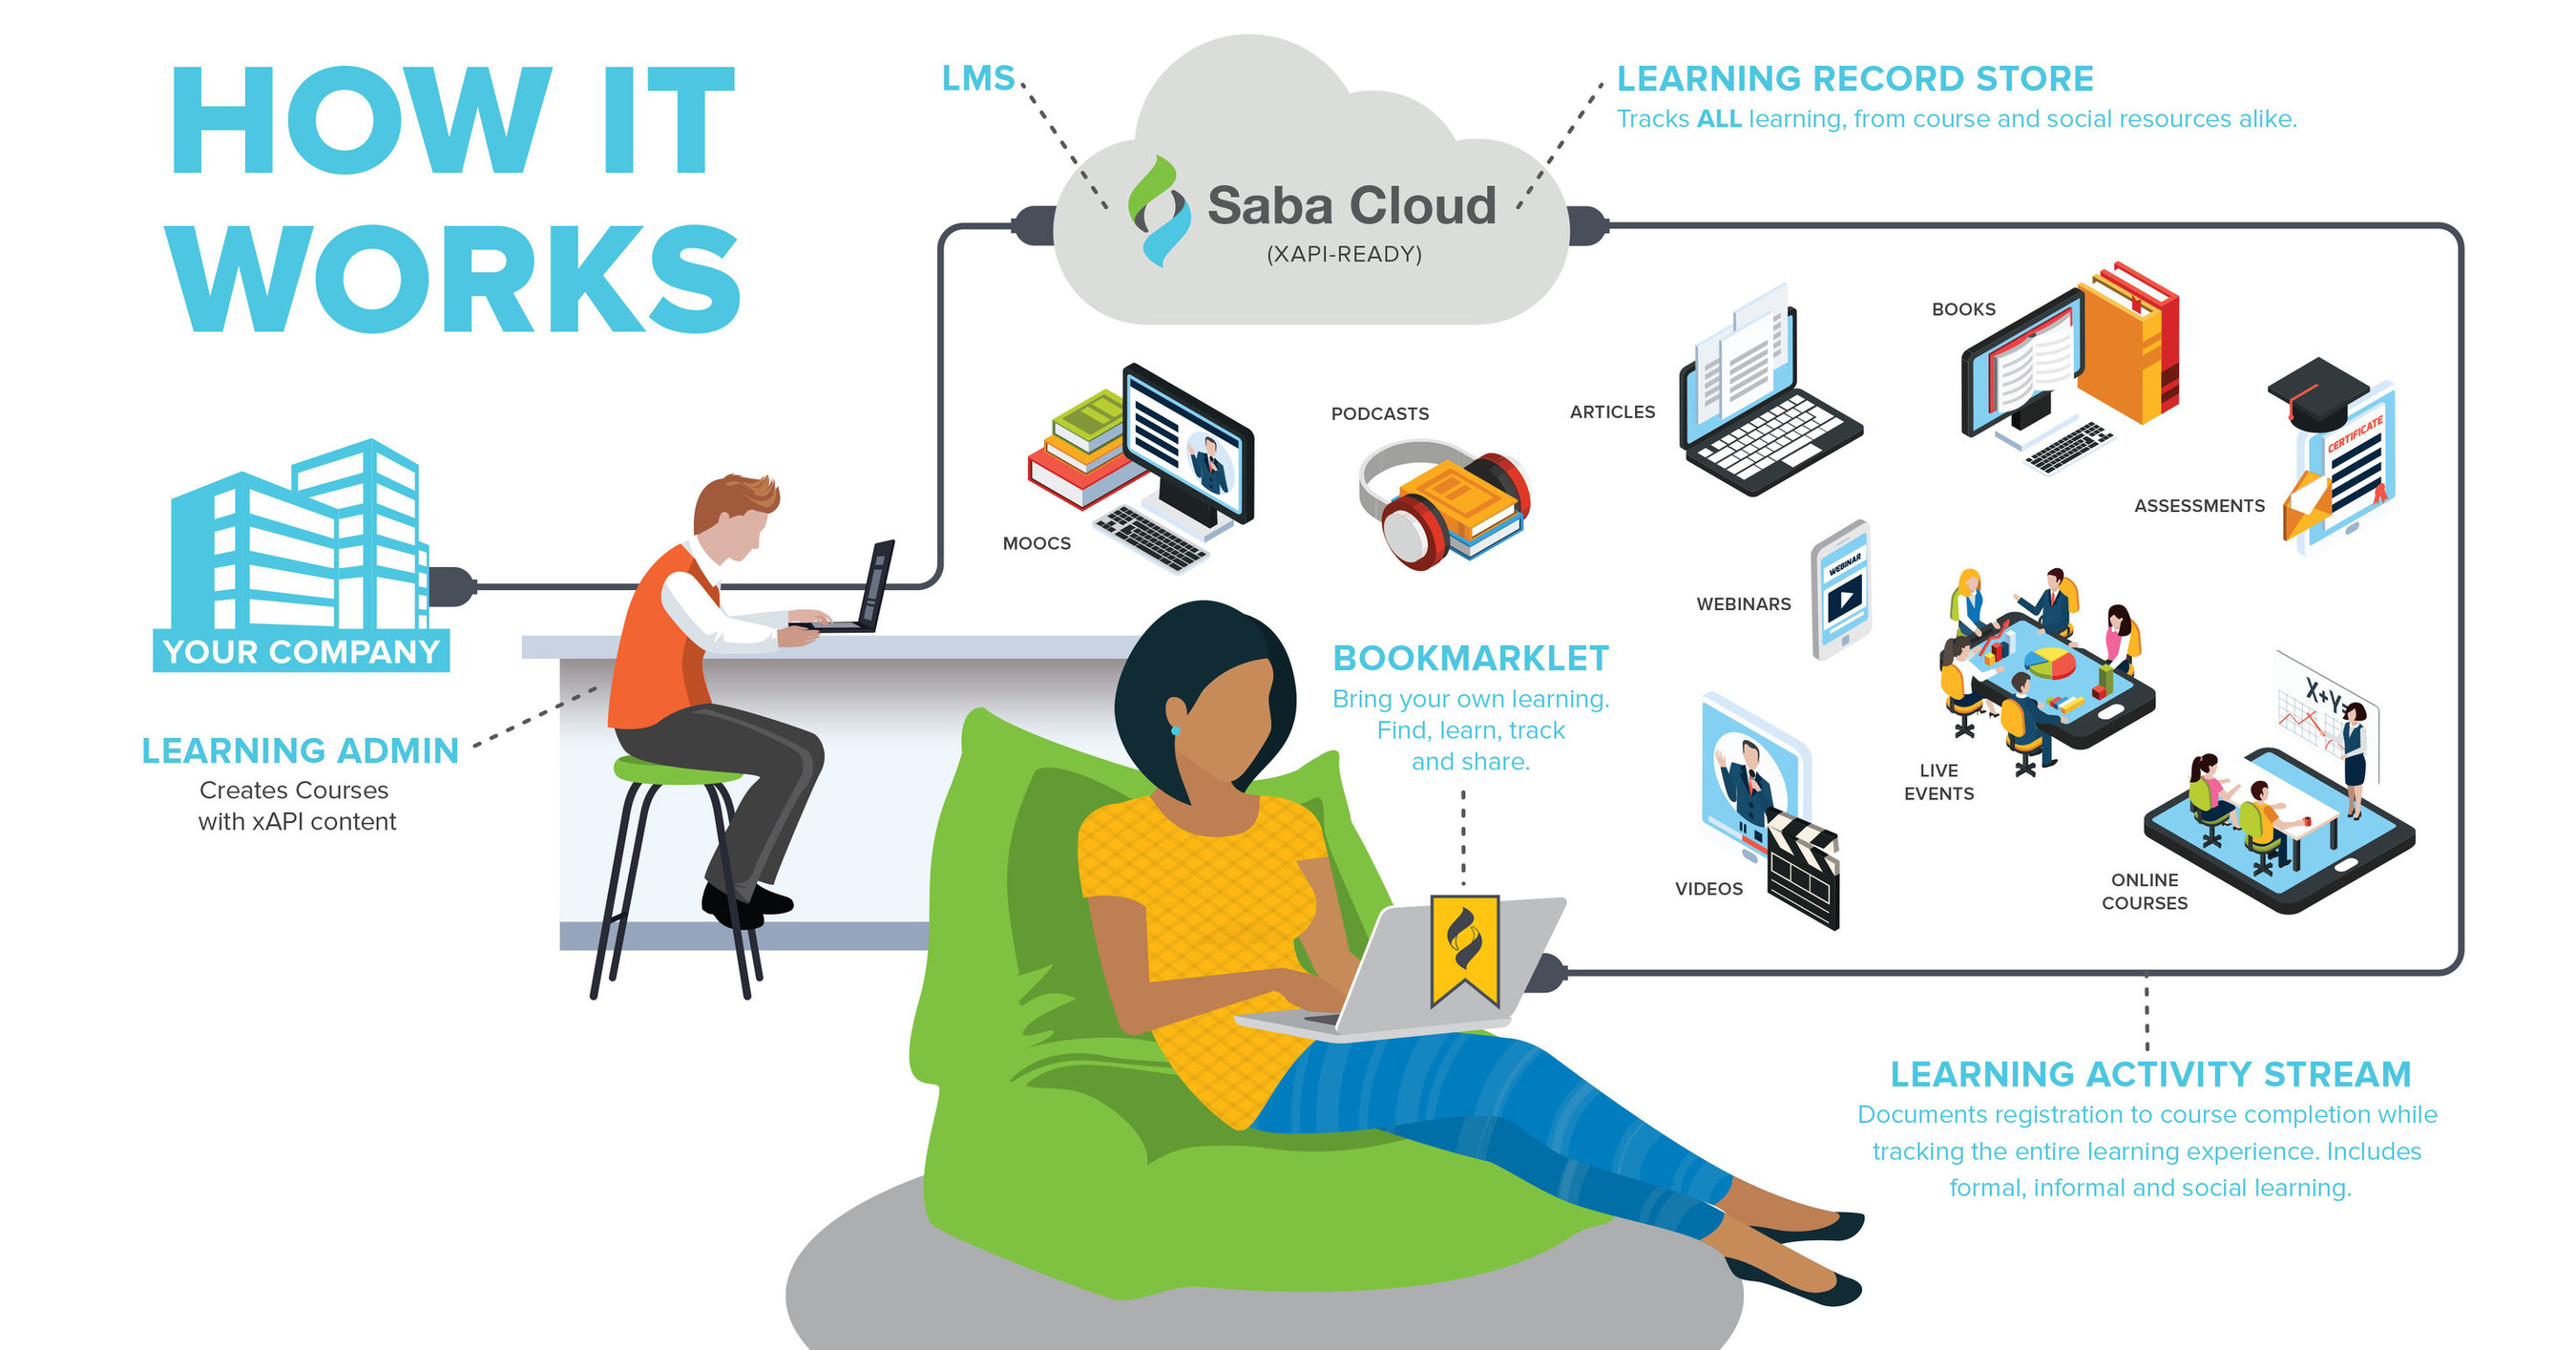 HOW IT
WORKS
LMS
Saba Cloud
(XAPI-READY)
LEARNING RECORD STORE
Tracks ALL learning, from course and social resources alike.
YOUR COMPANY
LEARNING ADMIN
Creates Courses
with xAPI content
MOOCS
PODCASTS
ARTICLES
BOOKS
ASSESSMENTS
CERTIFICATE
WEBINARS
WEBINAR
BOOKMARKLET
Bring your own learning.
Find, learn, track
and share.
VIDEOS
LIVE
EVENTS
X+Y=
ONLINE
COURSES
LEARNING ACTIVITY STREAM
Documents registration to course completion while
tracking the entire learning experience. Includes
formal, informal and social learning.